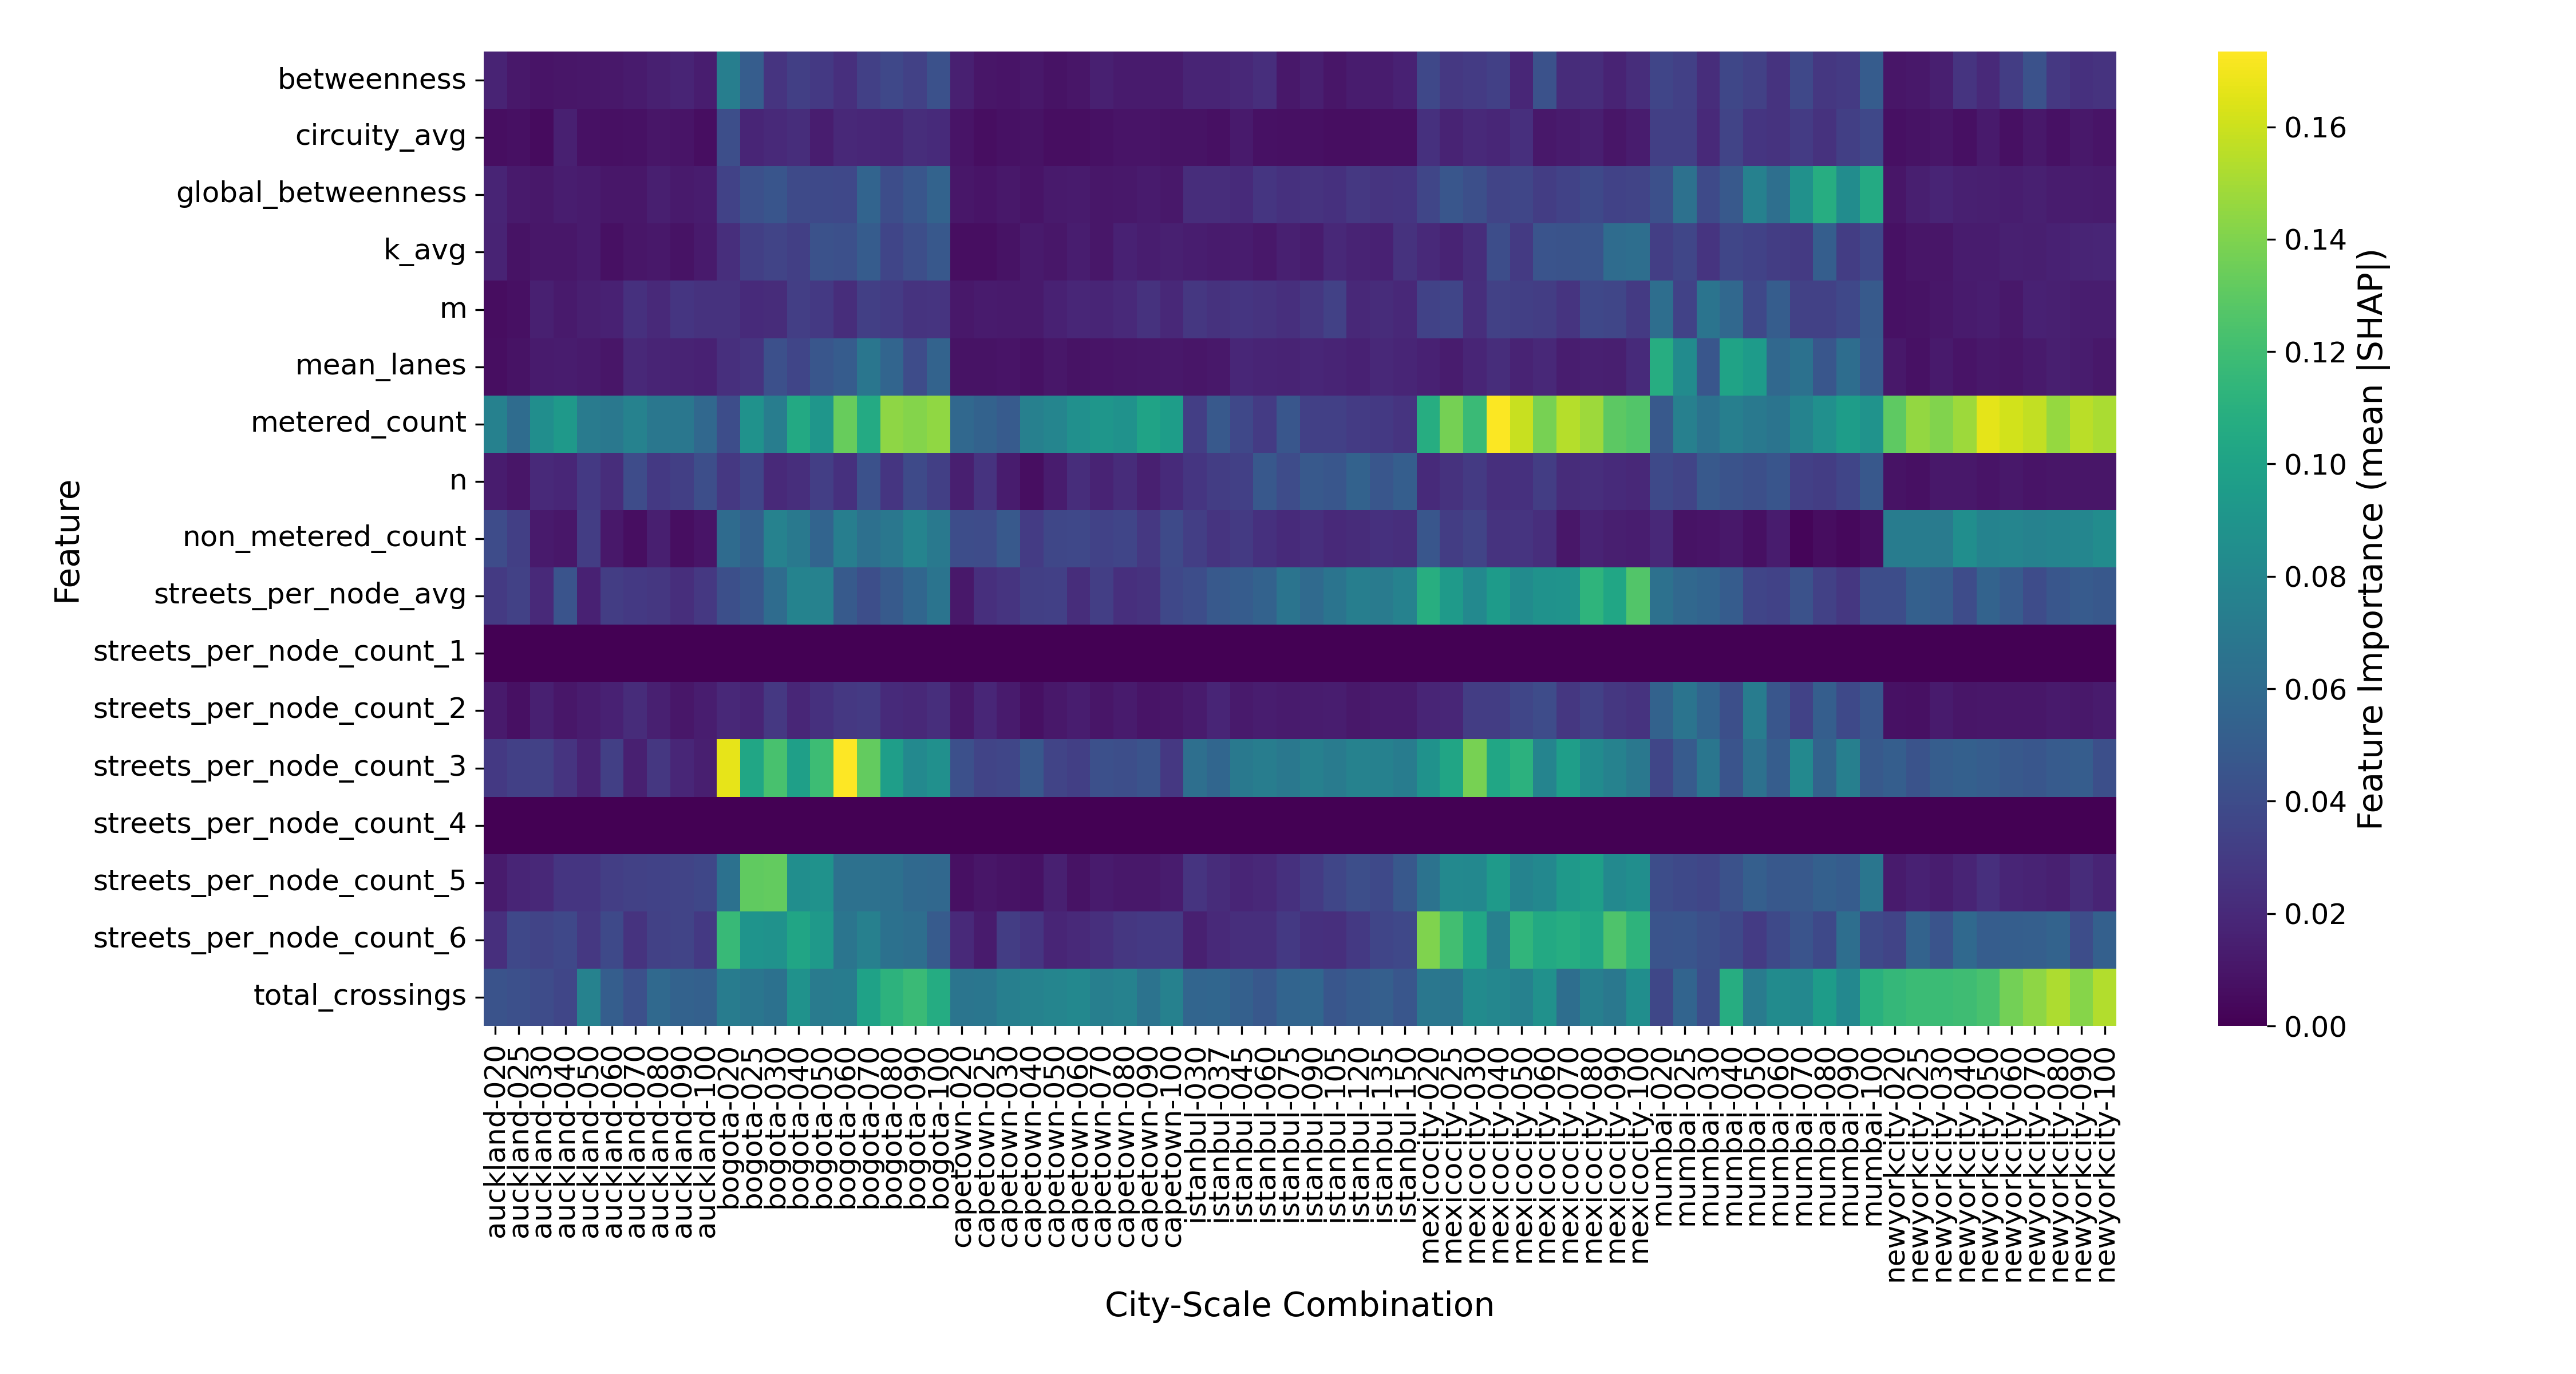 Feature
betweenness
circuity_avg
global_betweenness
k_avg
m
mean_lanes
metered_count
n
non_metered_count
streets_per_node_avg
streets_per_node_count_1
streets_per_node_count_2
streets_per_node_count_3
streets_per_node_count_4
streets_per_node_count_5
streets_per_node_count_6
total_crossings
auckland-020
auckland-025
auckland-030
auckland-040
auckland-050
auckland-060
auckland-070
auckland-080
auckland-090
auckland-100
bogota-020
bogota-025
bogota-030
bogota-040
bogota-050
bogota-060
bogota-070
bogota-080
bogota-090
bogota-100
capetown-020
capetown-025
capetown-030
capetown-040
capetown-050
capetown-060
capetown-070
capetown-080
capetown-090
capetown-100
istanbul-030
istanbul-037
istanbul-045
istanbul-060
istanbul-075
istanbul-090
istanbul-105
istanbul-120
istanbul-135
istanbul-150
mexicocity-020
mexicocity-025
mexicocity-030
mexicocity-040
mexicocity-050
mexicocity-060
mexicocity-070
mexicocity-080
mexicocity-090
mexicocity-100
mumbai-020
mumbai-025
mumbai-030
mumbai-040
mumbai-050
mumbai-060
mumbai-070
mumbai-080
mumbai-090
mumbai-100
newyorkcity-020
newyorkcity-025
newyorkcity-030
newyorkcity-040
newyorkcity-050
newyorkcity-060
newyorkcity-070
newyorkcity-080
newyorkcity-090
newyorkcity-100
City-Scale Combination
0.16
0.14
0.12
0.10
0.08
0.06
0.04
0.02
0.00
Feature Importance (mean |SHAP|)